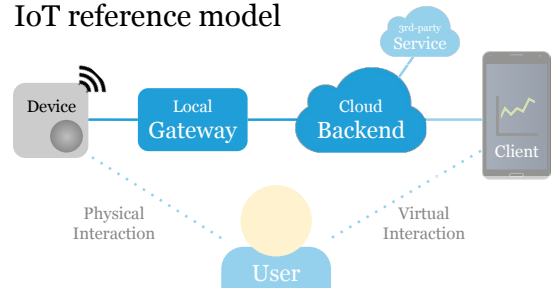 IoT reference model
3rd-party
Service
Device
Local
Gateway
Cloud
Backend
Client
Physical
Interaction
Virtual
Interaction
User